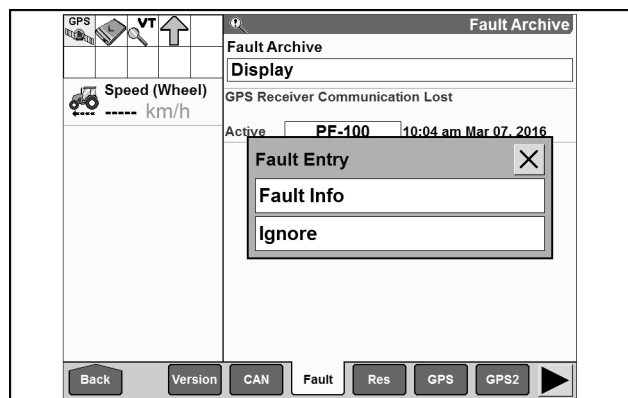 GPS
VT
Fault Archive
Fault Archive
Display
Speed (Wheel)
----- km/h
GPS Receiver Communication Lost
Active PF-100 10:04 am Mar 07, 2016
Fault Entry
Fault Info
Ignore
Back Version CAN Fault Res GPS GPS2